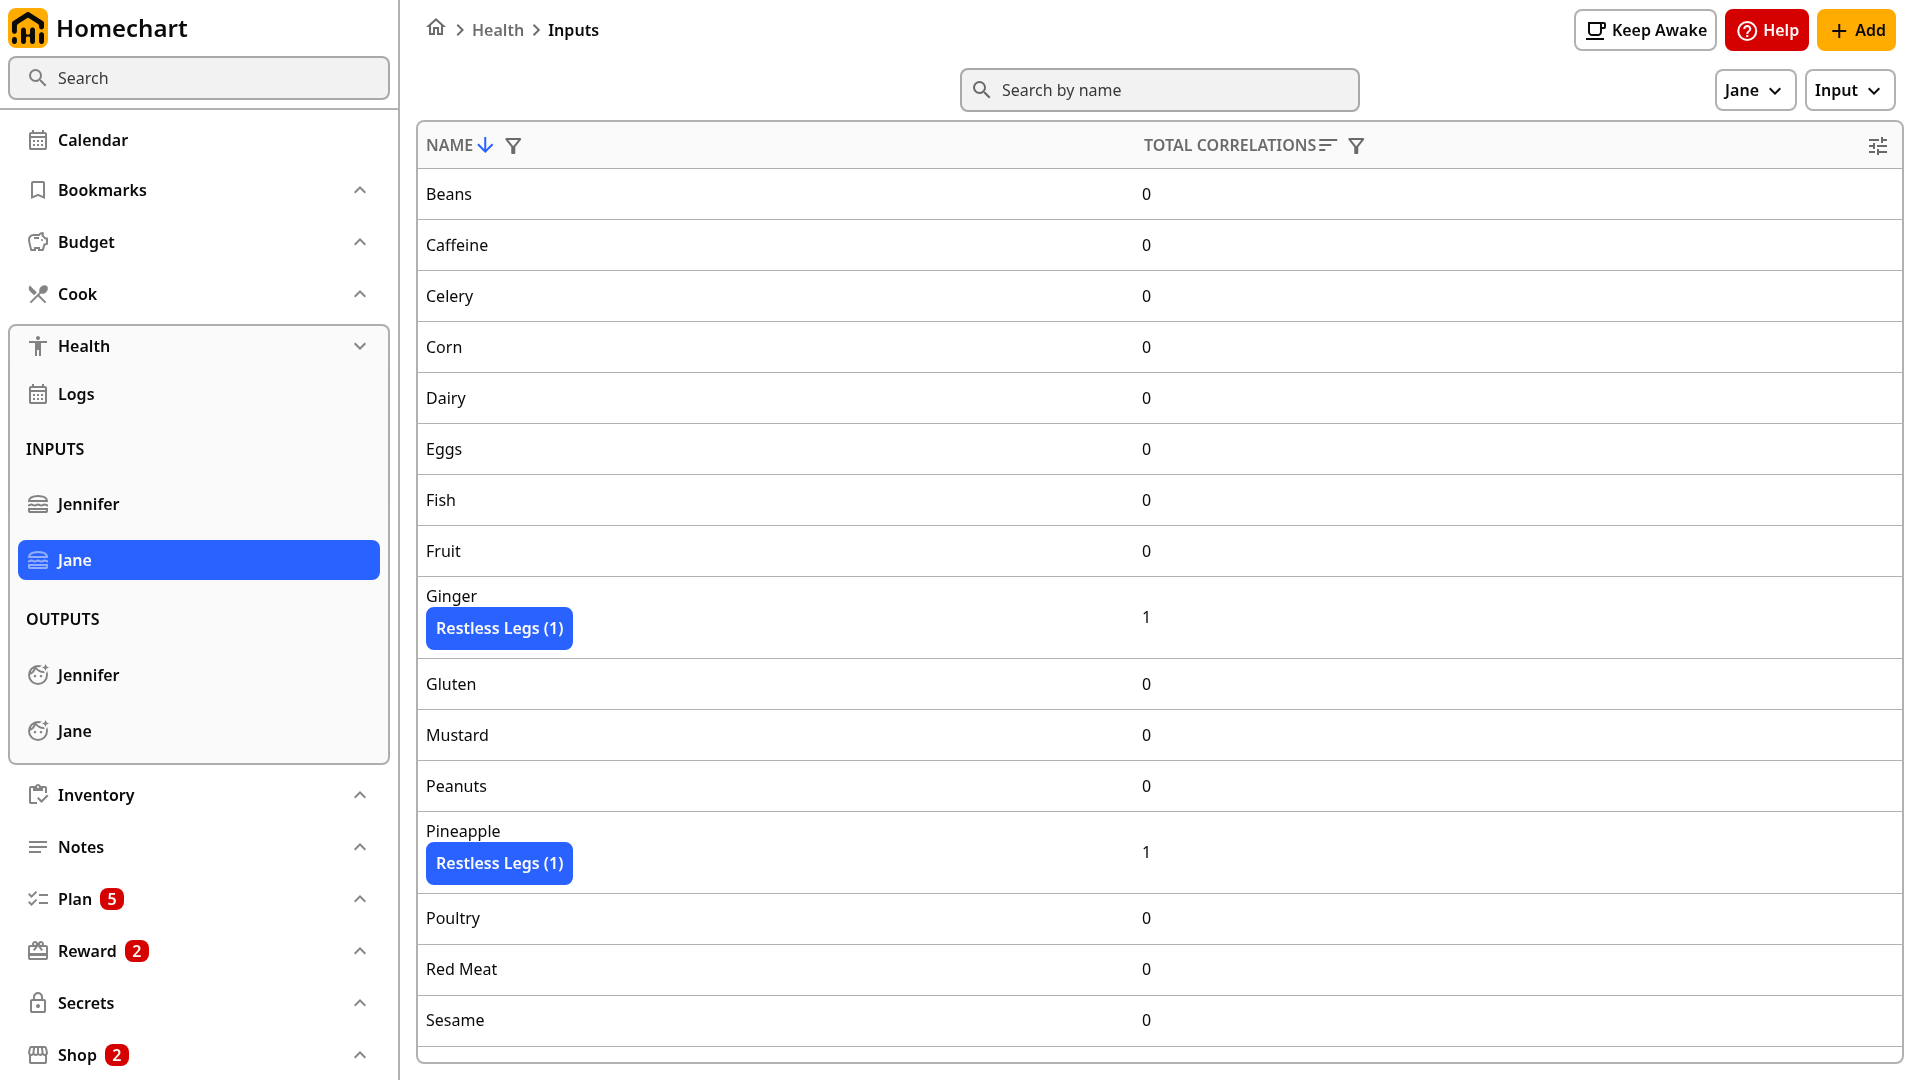 Homechart
Search
Calendar
Bookmarks
Budget
Cook
Health
Logs
INPUTS
Jennifer
Jane
OUTPUTS
Jennifer
Jane
Inventory
Notes
Plan 5
Reward 2
Secrets
Shop 2
Health Inputs
Keep Awake Help Add
Search by name
Jane Input
NAME TOTAL CORRELATIONS
Beans 0
Caffeine 0
Celery 0
Corn 0
Dairy 0
Eggs 0
Fish 0
Fruit 0
Ginger
Restless Legs (1) 1
Gluten 0
Mustard 0
Peanuts 0
Pineapple
Restless Legs (1) 1
Poultry 0
Red Meat 0
Sesame 0